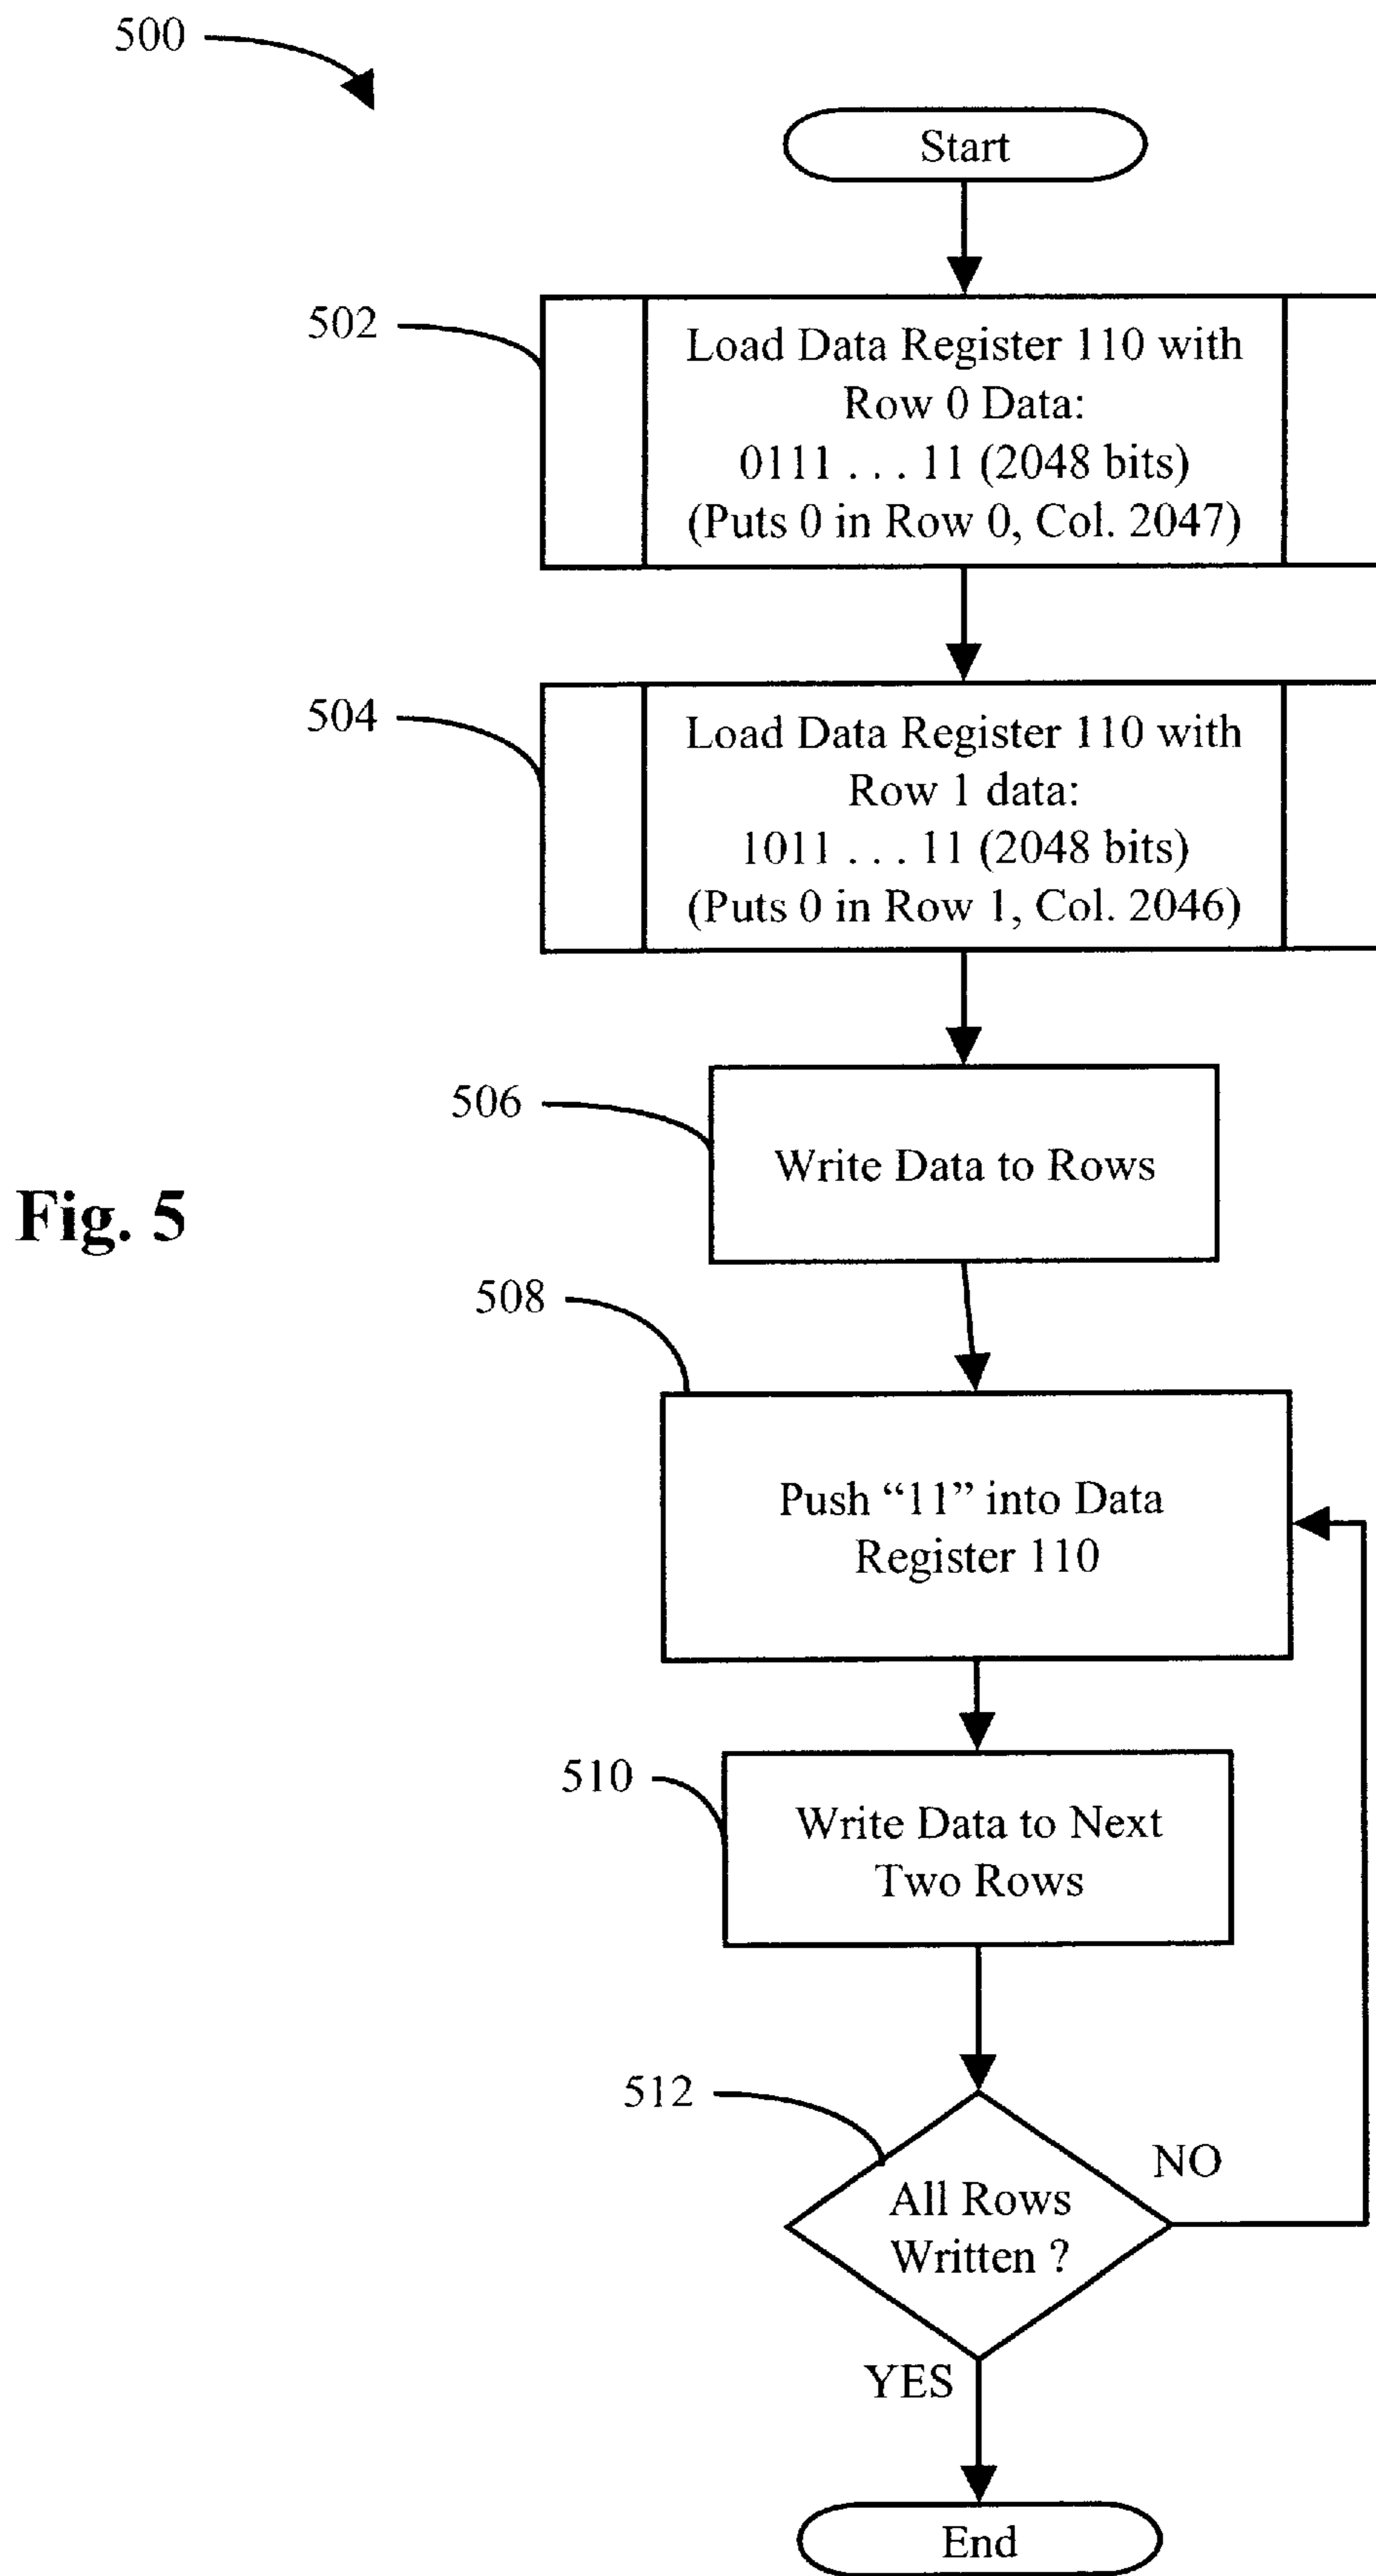 500
Start
502
Load Data Register 110 with
Row 0 Data:
0111 . . . 11 (2048 bits)
(Puts 0 in Row 0, Col. 2047)
504
Load Data Register 110 with
Row 1 data:
1011 . . . 11 (2048 bits)
(Puts 0 in Row 1, Col. 2046)
506
Write Data to Rows
Fig. 5
508
Push “11” into Data
Register 110
510
Write Data to Next
Two Rows
512
NO
All Rows
Written ?
YES
End